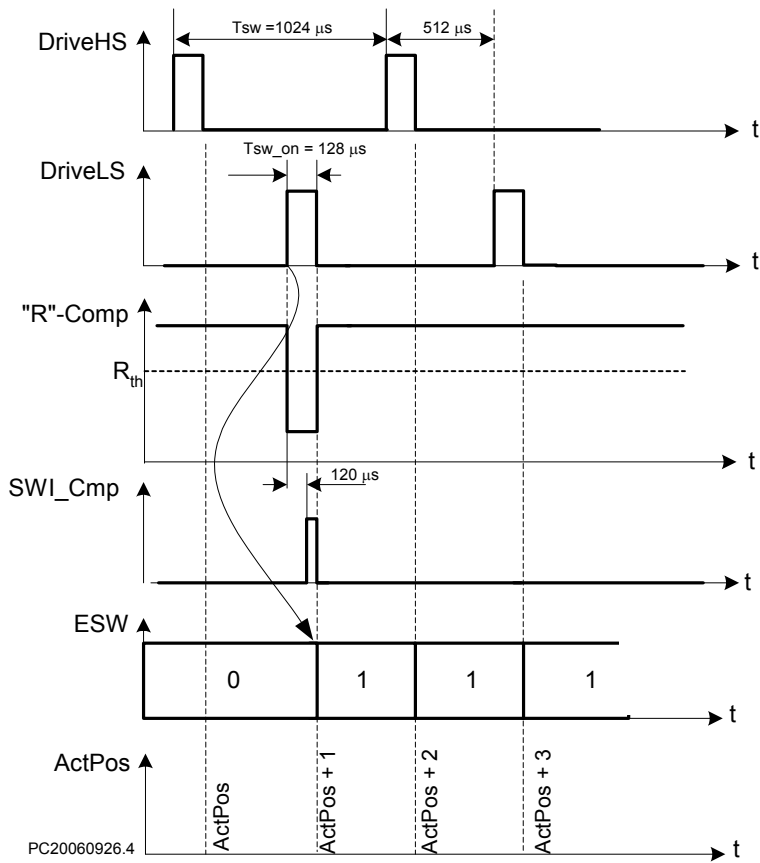 DriveHS
Tsw =1024 μs
512 μs
t
DriveLS
Tsw_on = 128 μs
t
"R"-Comp
Rth
t
SWI_Cmp
120 μs
t
ESW
0
1
1
1
t
ActPos
ActPos
ActPos + 1
ActPos + 2
ActPos + 3
t
PC20060926.4